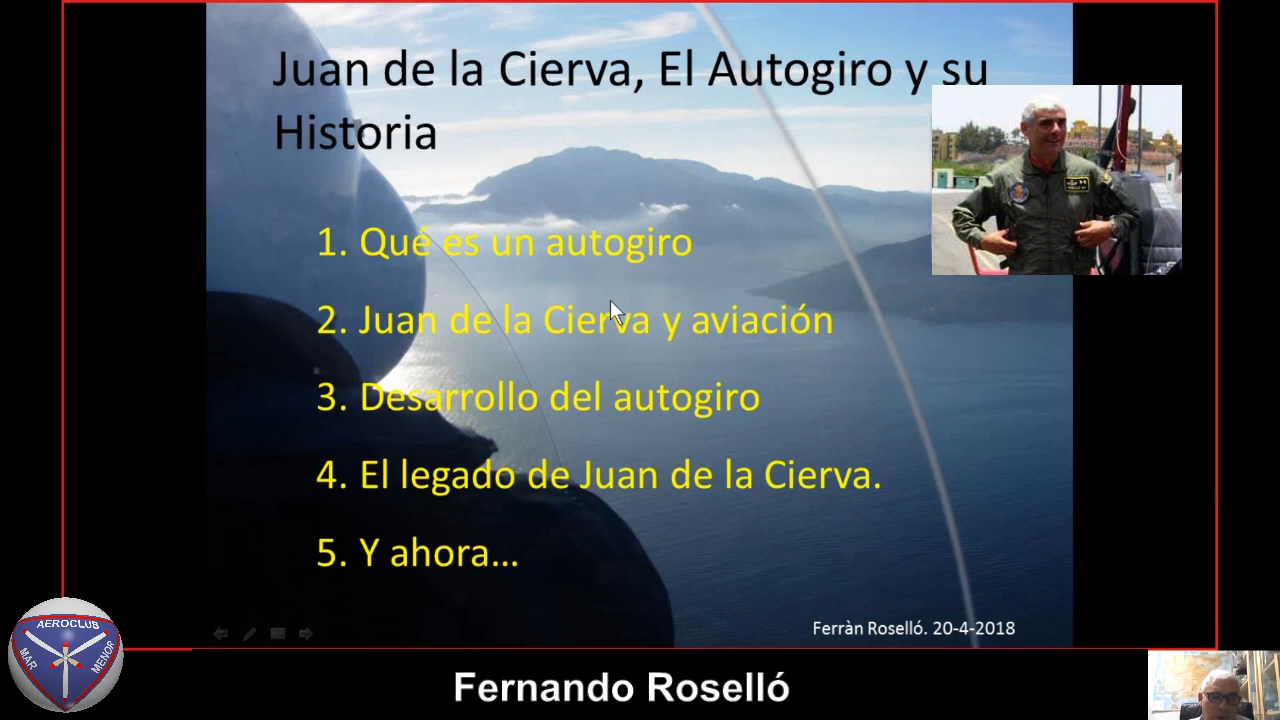 Juan de la Cierva, El Autogiro y su
Historia
1. Qué es un autogiro
2. Juan de la Cierva y aviación
3. Desarrollo del autogiro
4. El legado de Juan de la Cierva.
5. Y ahora...
Ferràn Roselló. 20-4-2018
AEROCLUB
MAR
MENOR
Fernando Roselló